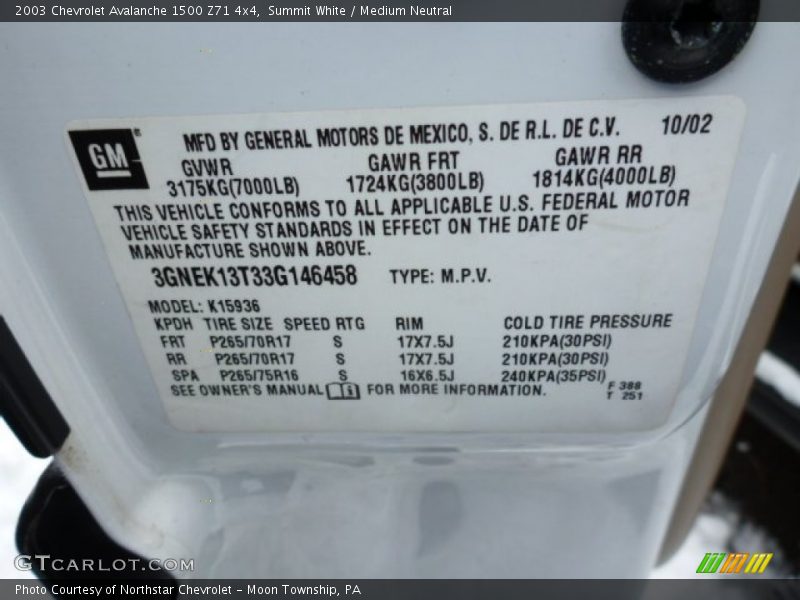 2003 Chevrolet Avalanche 1500 Z71 4x4, Summit White / Medium Neutral
GM
MFD BY GENERAL MOTORS DE MEXICO, S. DE R.L. DE C.V. 10/02
GVWR GAWR FRT GAWR RR
3175KG(7000LB) 1724KG(3800LB) 1814KG(4000LB)
THIS VEHICLE CONFORMS TO ALL APPLICABLE U.S. FEDERAL MOTOR
VEHICLE SAFETY STANDARDS IN EFFECT ON THE DATE OF
MANUFACTURE SHOWN ABOVE.
3GNEK13T33G146458 TYPE: M.P.V.
MODEL: K15936
KPDH TIRE SIZE SPEED RTG RIM COLD TIRE PRESSURE
FRT P265/70R17 S 17X7.5J 210KPA(30PSI)
RR P265/70R17 S 17X7.5J 210KPA(30PSI)
SPA P265/75R16 S 16X6.5J 240KPA(35PSI)
SEE OWNER'S MANUAL FOR MORE INFORMATION.
F 388
T 251
GTCARLOT.COM
Photo Courtesy of Northstar Chevrolet - Moon Township, PA